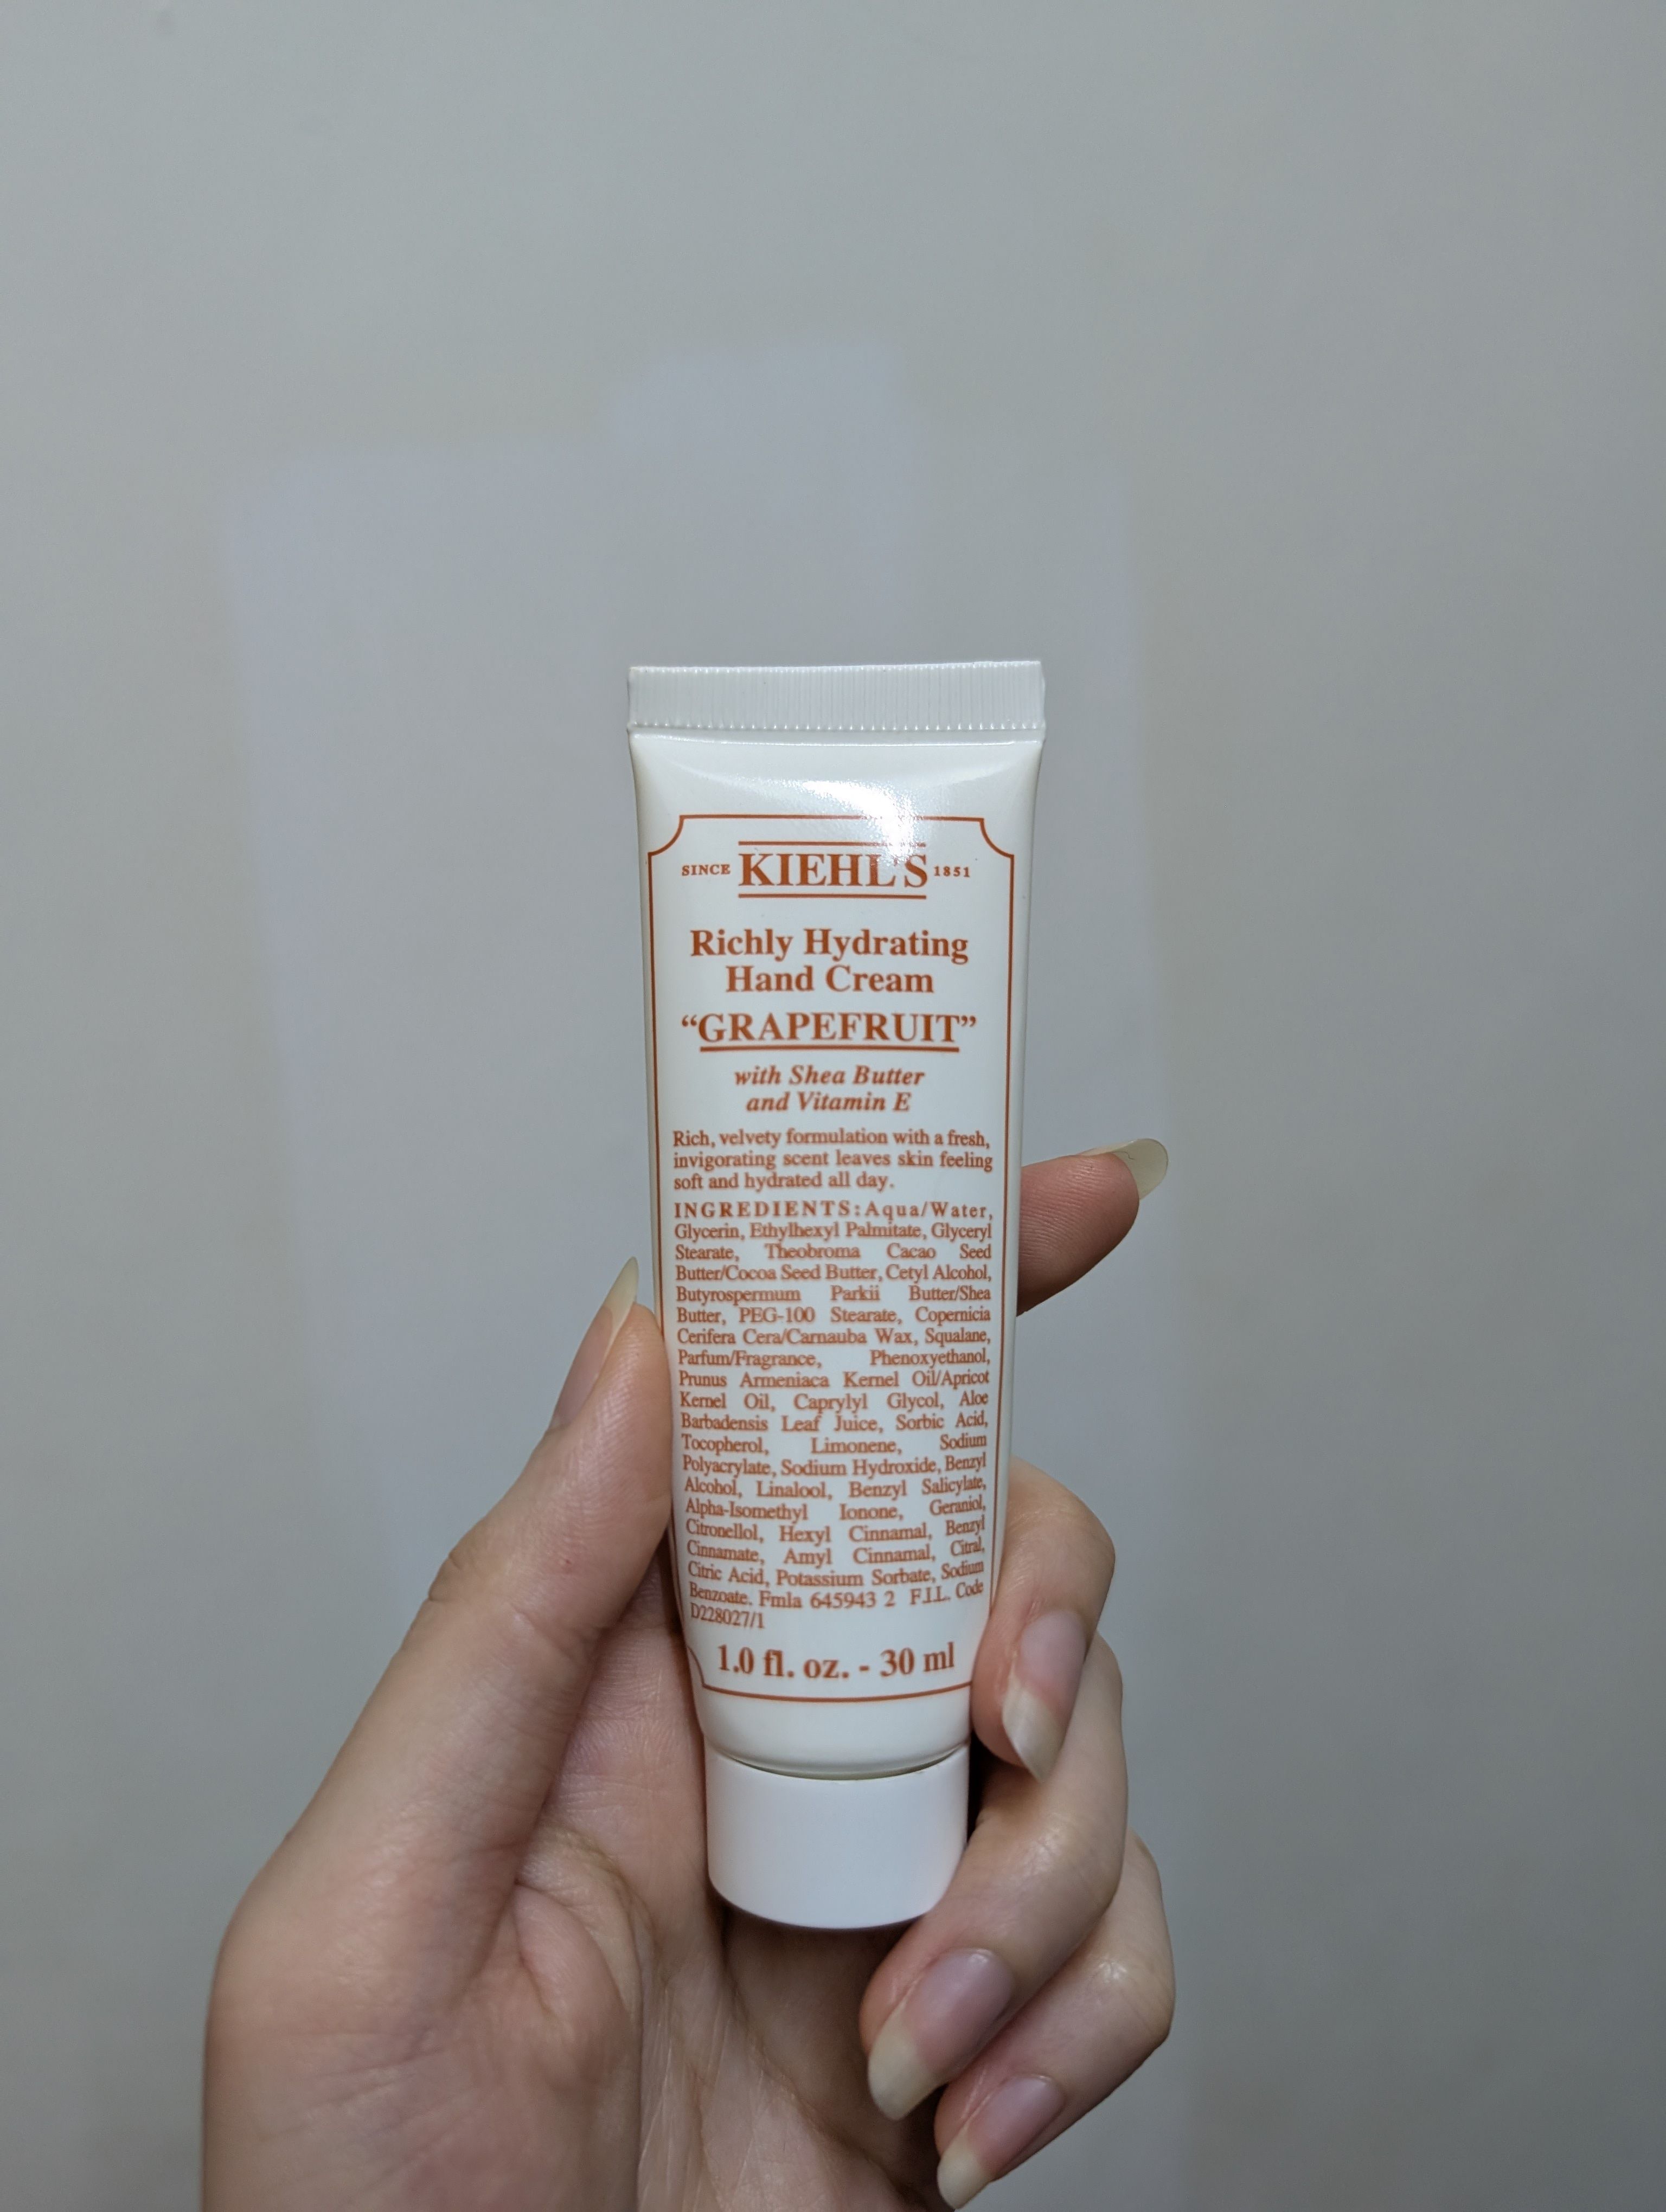 SINCE KIEHL'S 1851
Richly Hydrating
Hand Cream
“GRAPEFRUIT”
with Shea Butter
and Vitamin E
Rich, velvety formulation with a fresh,
invigorating scent leaves skin feeling
soft and hydrated all day.
INGREDIENTS: Aqua/Water,
Glycerin, Ethylhexyl Palmitate, Glyceryl
Stearate, Theobroma Cacao Seed
Butter/Cocoa Seed Butter, Cetyl Alcohol,
Butyrospermum Parkii Butter/Shea
Butter, PEG-100 Stearate, Copernicia
Cerifera Cera/Carnauba Wax, Squalane,
Parfum/Fragrance, Phenoxyethanol,
Prunus Armeniaca Kernel Oil/Apricot
Kernel Oil, Caprylyl Glycol, Aloe
Barbadensis Leaf Juice, Sorbic Acid,
Tocopherol, Limonene, Sodium
Polyacrylate, Sodium Hydroxide, Benzyl
Alcohol, Linalool, Benzyl Salicylate,
Alpha-Isomethyl Ionone, Geraniol,
Citronellol, Hexyl Cinnamal, Benzyl
Cinnamate, Amyl Cinnamal, Citral,
Citric Acid, Potassium Sorbate, Sodium
Benzoate. Fmla 645943 2 F.I.L. Code
D228027/1
1.0 fl. oz. - 30 ml